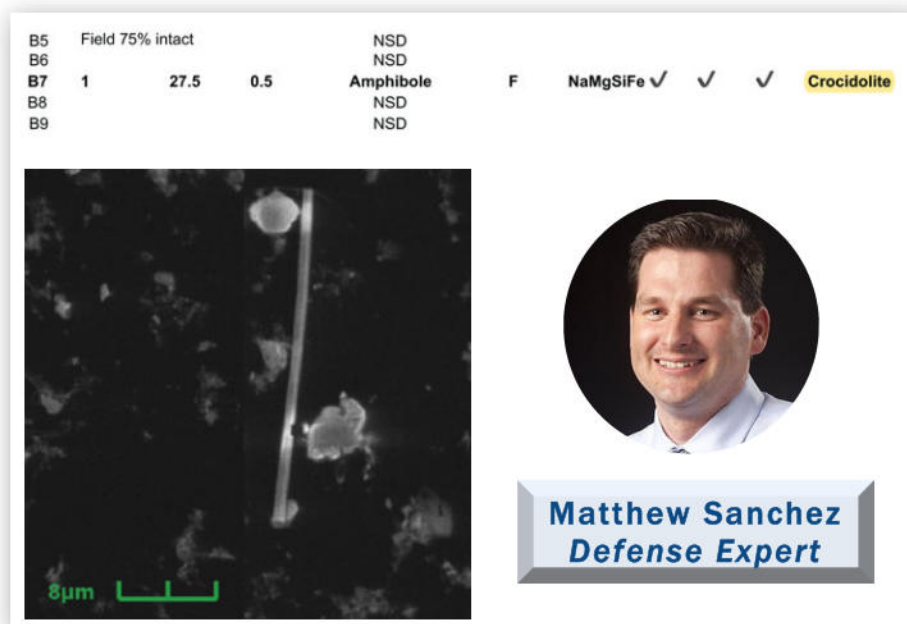 B5 Field 75% intact NSD
B6 NSD
B7 1 27.5 0.5 Amphibole F NaMgSiFe ✓ ✓ ✓ Crocidolite
B8 NSD
B9 NSD
8µm
Matthew Sanchez
Defense Expert